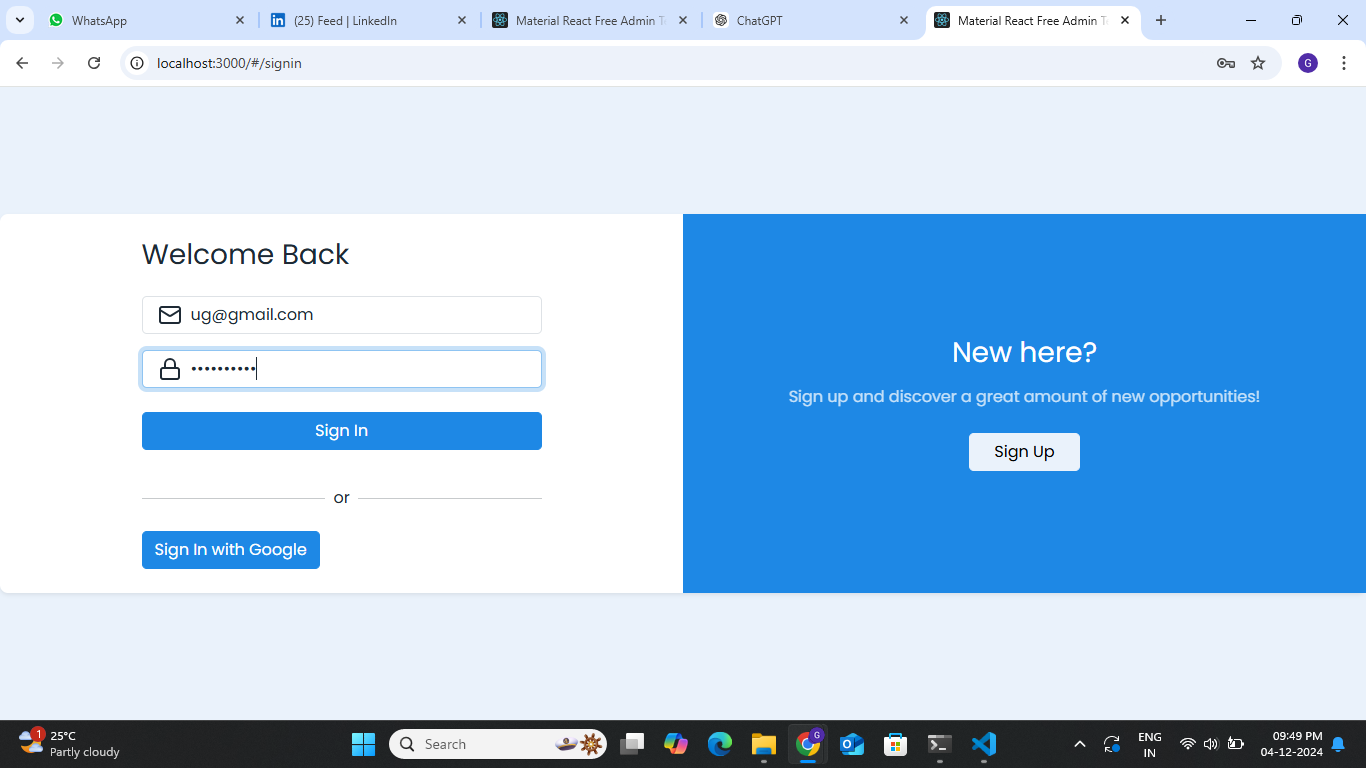 WhatsApp
(25) Feed | LinkedIn
Material React Free Admin Te
ChatGPT
Material React Free Admin Te
localhost:3000/#/signin
G
Welcome Back
ug@gmail.com
••••••••••
Sign In
or
Sign In with Google
New here?
Sign up and discover a great amount of new opportunities!
Sign Up
1
25°C
Partly cloudy
Search
G
ENG
IN
09:49 PM
04-12-2024